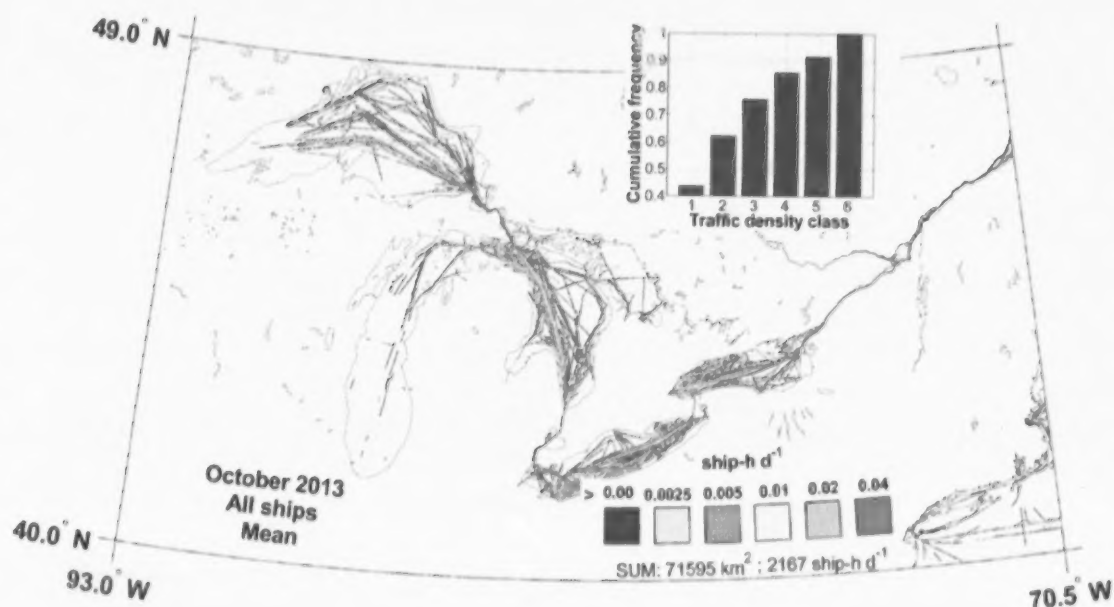 49.0° N
Cumulative frequency
1
0.9
0.8
0.7
0.6
0.5
0.4
1 2 3 4 5 6
Traffic density class
October 2013
All ships
Mean
ship-h d⁻¹
> 0.00 0.0025 0.005 0.01 0.02 0.04
SUM: 71595 km² ; 2167 ship-h d⁻¹
40.0° N
93.0° W
70.5° W